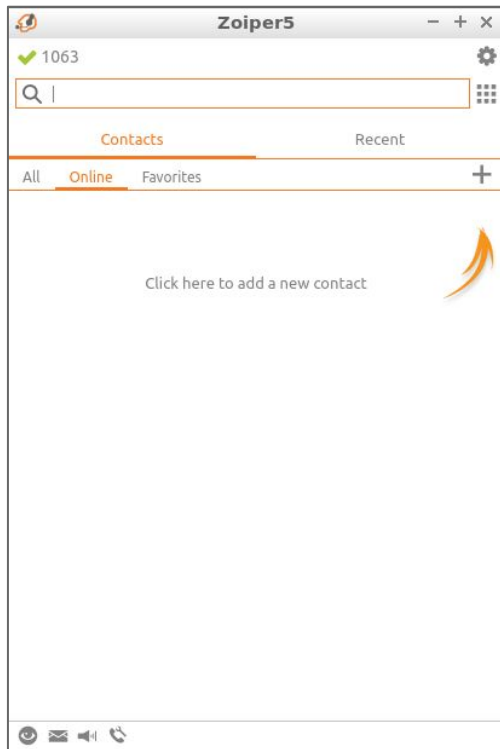 Zoiper5
1063
Contacts Recent
All Online Favorites
Click here to add a new contact